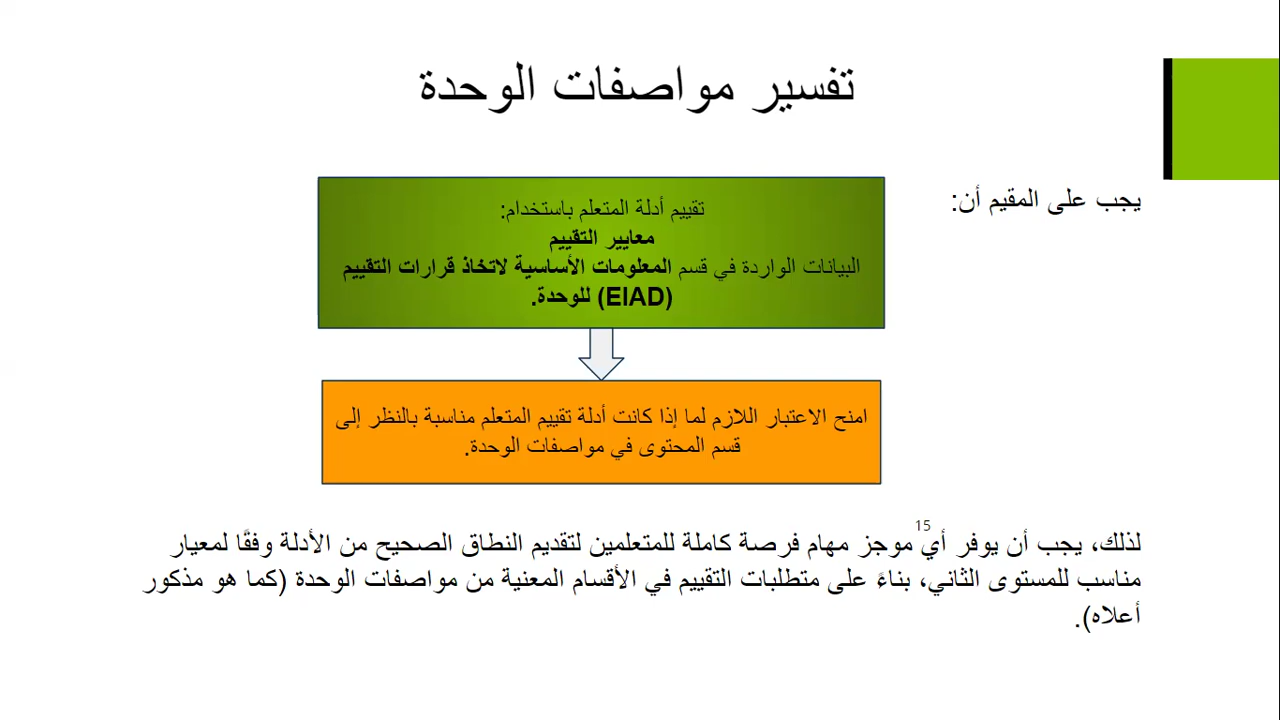 تفسير مواصفات الوحدة
يجب على المقيم أن:
تقييم أدلة المتعلم باستخدام:
معايير التقييم
البيانات الواردة في قسم المعلومات الأساسية لاتخاذ قرارات التقييم
(EIAD) للوحدة.
امنح الاعتبار اللازم لما إذا كانت أدلة تقييم المتعلم مناسبة بالنظر إلى
قسم المحتوى في مواصفات الوحدة.
15
لذلك، يجب أن يوفر أي موجز مهام فرصة كاملة للمتعلمين لتقديم النطاق الصحيح من الأدلة وفقًا لمعيار
مناسب للمستوى الثاني، بناءً على متطلبات التقييم في الأقسام المعنية من مواصفات الوحدة (كما هو مذكور
أعلاه).